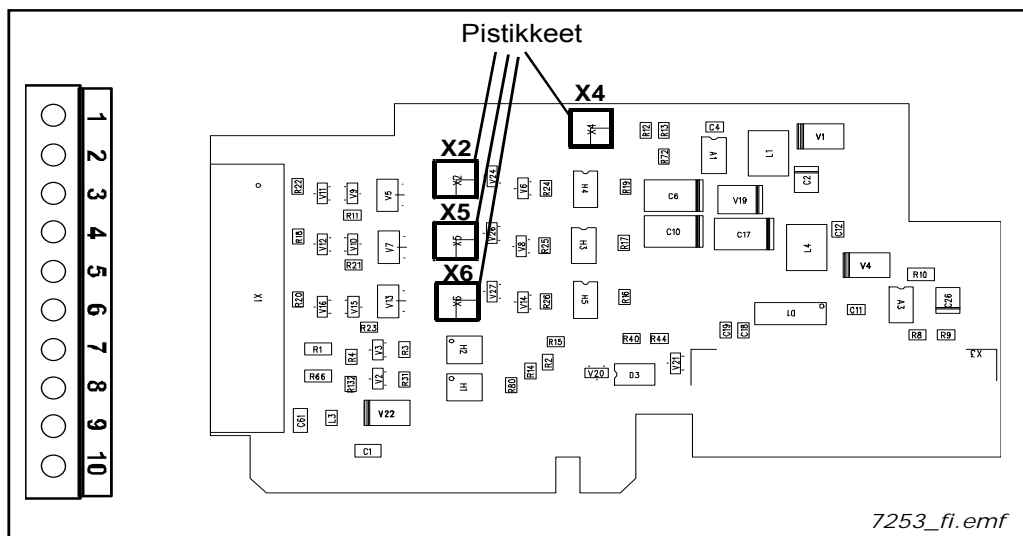 Pistikkeet
X4
X2
X5
X6
1
2
3
4
5
6
7
8
9
10
X4
R12
R13
C4
R72
A1
L1
V1
C2
X2
V24
V6
R24
H4
R19
C6
V19
R22
V11
V9
V5
R11
X5
V26
V8
R25
H3
R17
C10
C17
L4
C12
R18
V12
V10
V7
R21
V4
R10
X6
V27
V14
R26
H5
R16
X1
R20
V16
V15
V13
D1
C11
A3
C26
R23
C19
C18
R8
R9
R1
R4
V3
R3
H2
R15
R40
R44
X3
R66
R132
V2
R31
H1
R80
R14
R2
V20
D3
V21
C61
L3
V22
C1
7253_fi.emf